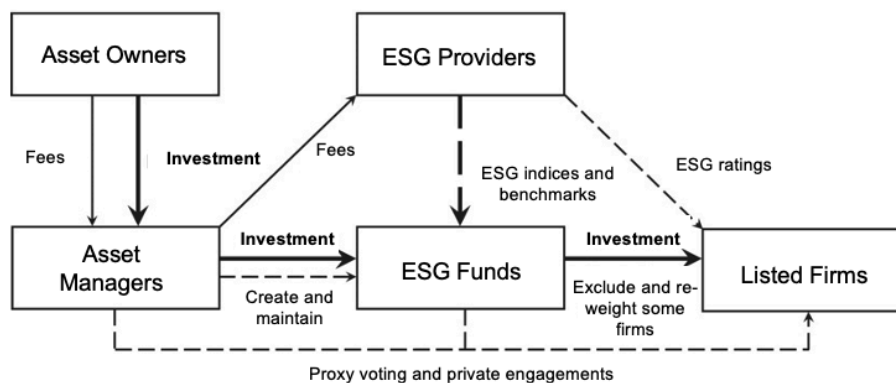 Asset Owners
ESG Providers
Fees
Investment
Fees
ESG indices and
benchmarks
ESG ratings
Asset
Managers
Investment
Create and
maintain
ESG Funds
Investment
Exclude and re-
weight some
firms
Listed Firms
Proxy voting and private engagements